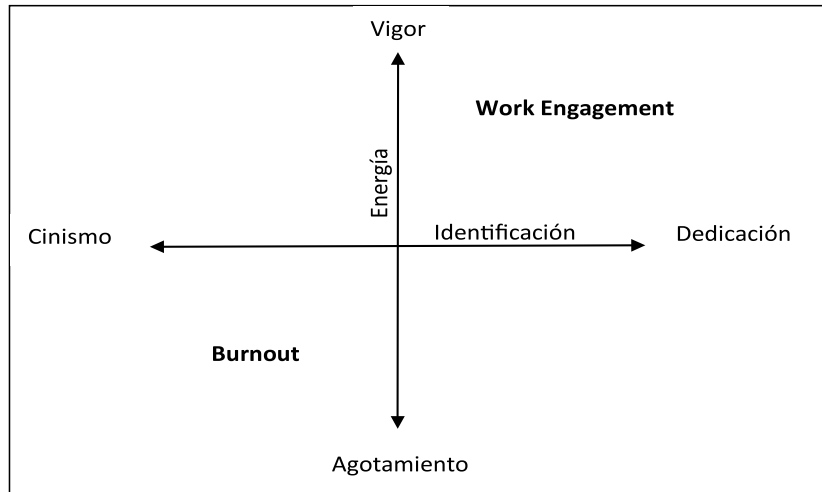 Vigor
Work Engagement
Energía
Cinismo
Identificación
Dedicación
Burnout
Agotamiento